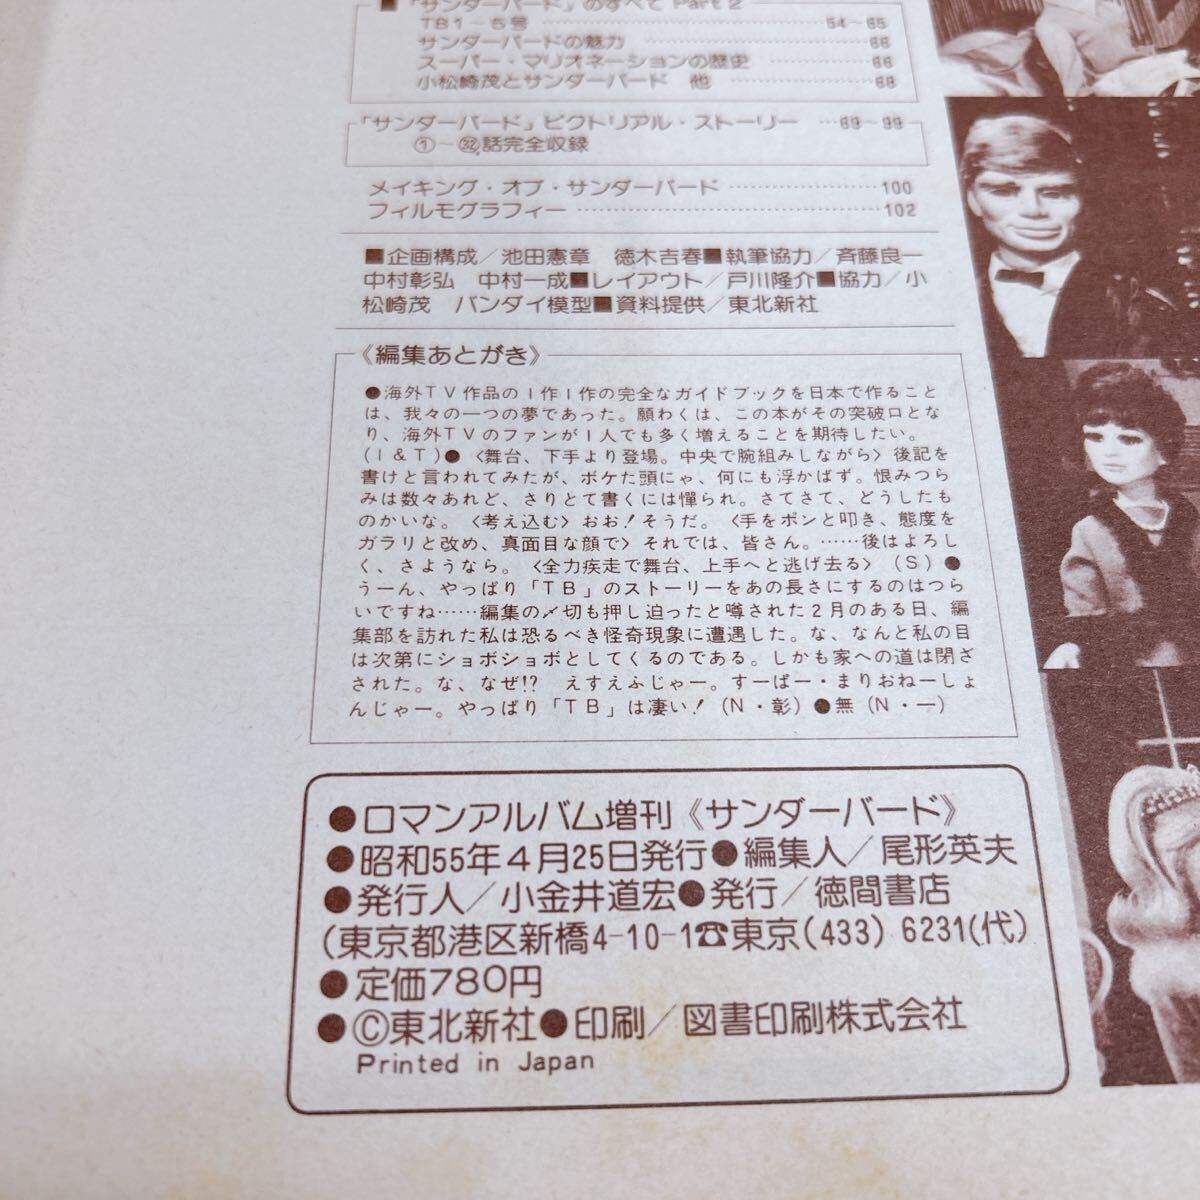 ■「サンダーバード」のすべて Part 2
TB1〜5号 54〜65
サンダーバードの魅力 66
スーパー・マリオネーションの歴史 66
小松崎茂とサンダーバード 他 68
「サンダーバード」ピクトリアル・ストーリー …69〜99
①〜㉜話完全収録
メイキング・オブ・サンダーバード 100
フィルモグラフィー 102
■企画構成／池田憲章 徳木吉春■執筆協力／斉藤良一
中村彰弘 中村一成■レイアウト／戸川隆介■協力／小
松崎茂 バンダイ模型■資料提供／東北新社
《編集あとがき》
●海外TV作品の1作1作の完全なガイドブックを日本で作ること
は、我々の一つの夢であった。願わくは、この本がその突破口とな
り、海外TVのファンが1人でも多く増えることを期待したい。
(I&T)●〈舞台、下手より登場。中央で腕組みしながら〉後記を
書けと言われてみたが、ボケた頭にゃ、何にも浮かばず。恨みつら
みは数々あれど、さりとて書くには憚られ。さてさて、どうしたも
のかいな。〈考え込む〉おお！そうだ。〈手をポンと叩き、態度を
ガラリと改め、真面目な顔で〉それでは、皆さん。……後はよろし
く、さようなら。〈全力疾走で舞台、上手へと逃げ去る〉(S)●
うーん、やっぱり「TB」のストーリーをあの長さにするのはつら
いですね……編集の〆切も押し迫ったと噂された2月のある日、編
集部を訪れた私は恐るべき怪奇現象に遭遇した。な、なんと私の目
は次第にショボショボとしてくるのである。しかも家への道は閉ざ
された。な、なぜ!? えすえふじゃー。すーぱー・まりおねーしょ
んじゃー。やっぱり「TB」は凄い！(N・彰)●無(N・一)
●ロマンアルバム増刊《サンダーバード》
●昭和55年4月25日発行●編集人／尾形英夫
●発行人／小金井道宏●発行／徳間書店
(東京都港区新橋4-10-1☎東京(433)6231(代)
●定価780円
●©東北新社●印刷／図書印刷株式会社
Printed in Japan